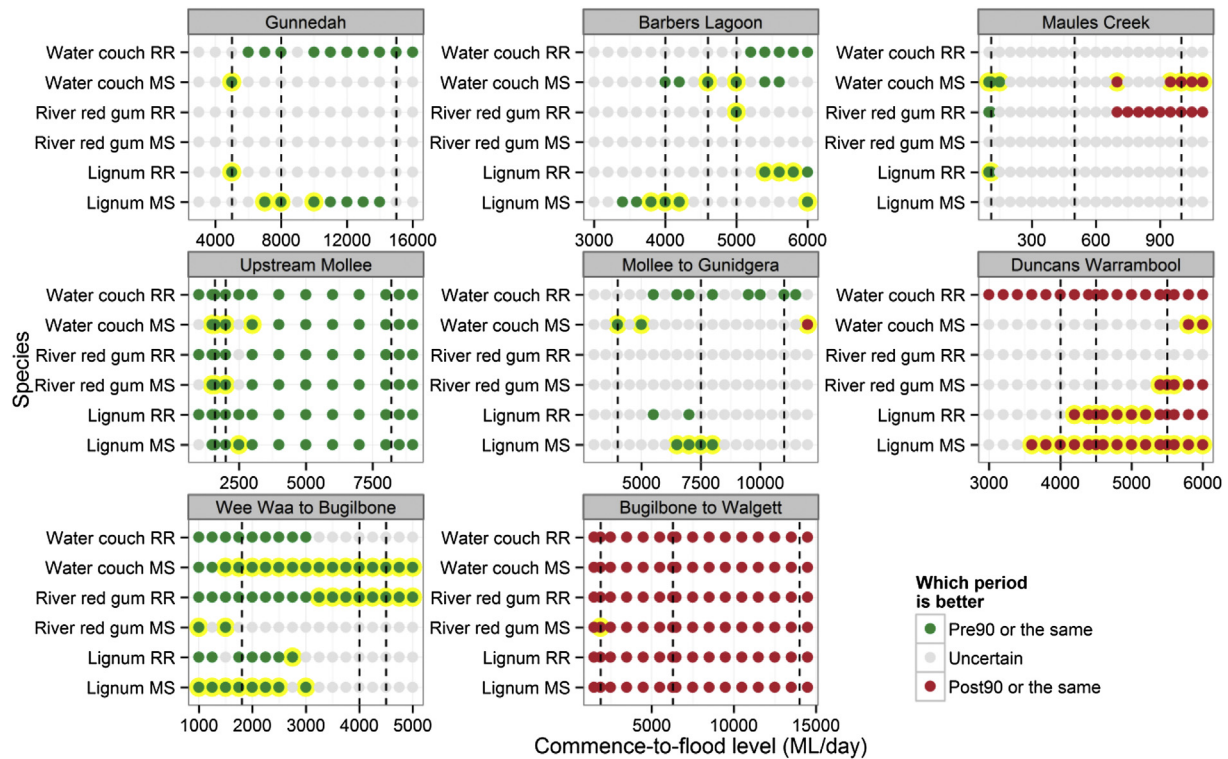 Gunnedah
Barbers Lagoon
Maules Creek
Water couch RR
Water couch MS
River red gum RR
River red gum MS
Lignum RR
Lignum MS
4000 8000 12000 16000
Water couch RR
Water couch MS
River red gum RR
River red gum MS
Lignum RR
Lignum MS
3000 4000 5000 6000
Water couch RR
Water couch MS
River red gum RR
River red gum MS
Lignum RR
Lignum MS
300 600 900
Species
Upstream Mollee
Mollee to Gunidgera
Duncans Warrambool
Water couch RR
Water couch MS
River red gum RR
River red gum MS
Lignum RR
Lignum MS
2500 7500
Water couch RR
Water couch MS
River red gum RR
River red gum MS
Lignum RR
Lignum MS
5000 7500 10000
Water couch RR
Water couch MS
River red gum RR
River red gum MS
Lignum RR
Lignum MS
3000 4000 5000 6000
Wee Waa to Bugilbone
Bugilbone to Walgett
Water couch RR
Water couch MS
River red gum RR
River red gum MS
Lignum RR
Lignum MS
1000 2000 3000 4000 5000
Water couch RR
Water couch MS
River red gum RR
River red gum MS
Lignum RR
Lignum MS
5000 10000 15000
Commence-to-flood level (ML/day)
Which period
is better
Pre90 or the same
Uncertain
Post90 or the same